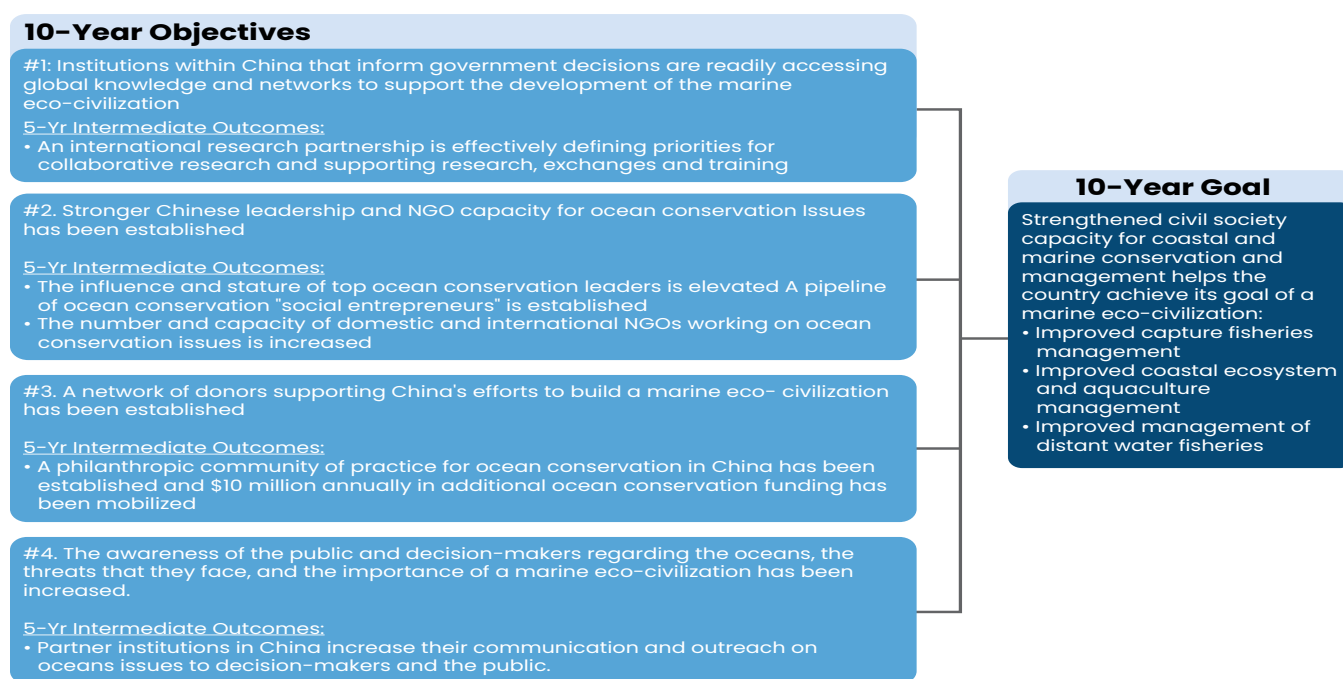 10-Year Objectives
#1: Institutions within China that inform government decisions are readily accessing
global knowledge and networks to support the development of the marine
eco-civilization
5-Yr Intermediate Outcomes:
• An international research partnership is effectively defining priorities for
collaborative research and supporting research, exchanges and training
#2. Stronger Chinese leadership and NGO capacity for ocean conservation Issues
has been established
5-Yr Intermediate Outcomes:
• The influence and stature of top ocean conservation leaders is elevated A pipeline
of ocean conservation "social entrepreneurs" is established
• The number and capacity of domestic and international NGOs working on ocean
conservation issues is increased
#3. A network of donors supporting China's efforts to build a marine eco- civilization
has been established
5-Yr Intermediate Outcomes:
• A philanthropic community of practice for ocean conservation in China has been
established and $10 million annually in additional ocean conservation funding has
been mobilized
#4. The awareness of the public and decision-makers regarding the oceans, the
threats that they face, and the importance of a marine eco-civilization has been
increased.
5-Yr Intermediate Outcomes:
• Partner institutions in China increase their communication and outreach on
oceans issues to decision-makers and the public.
10-Year Goal
Strengthened civil society
capacity for coastal and
marine conservation and
management helps the
country achieve its goal of a
marine eco-civilization:
• Improved capture fisheries
management
• Improved coastal ecosystem
and aquaculture
management
• Improved management of
distant water fisheries